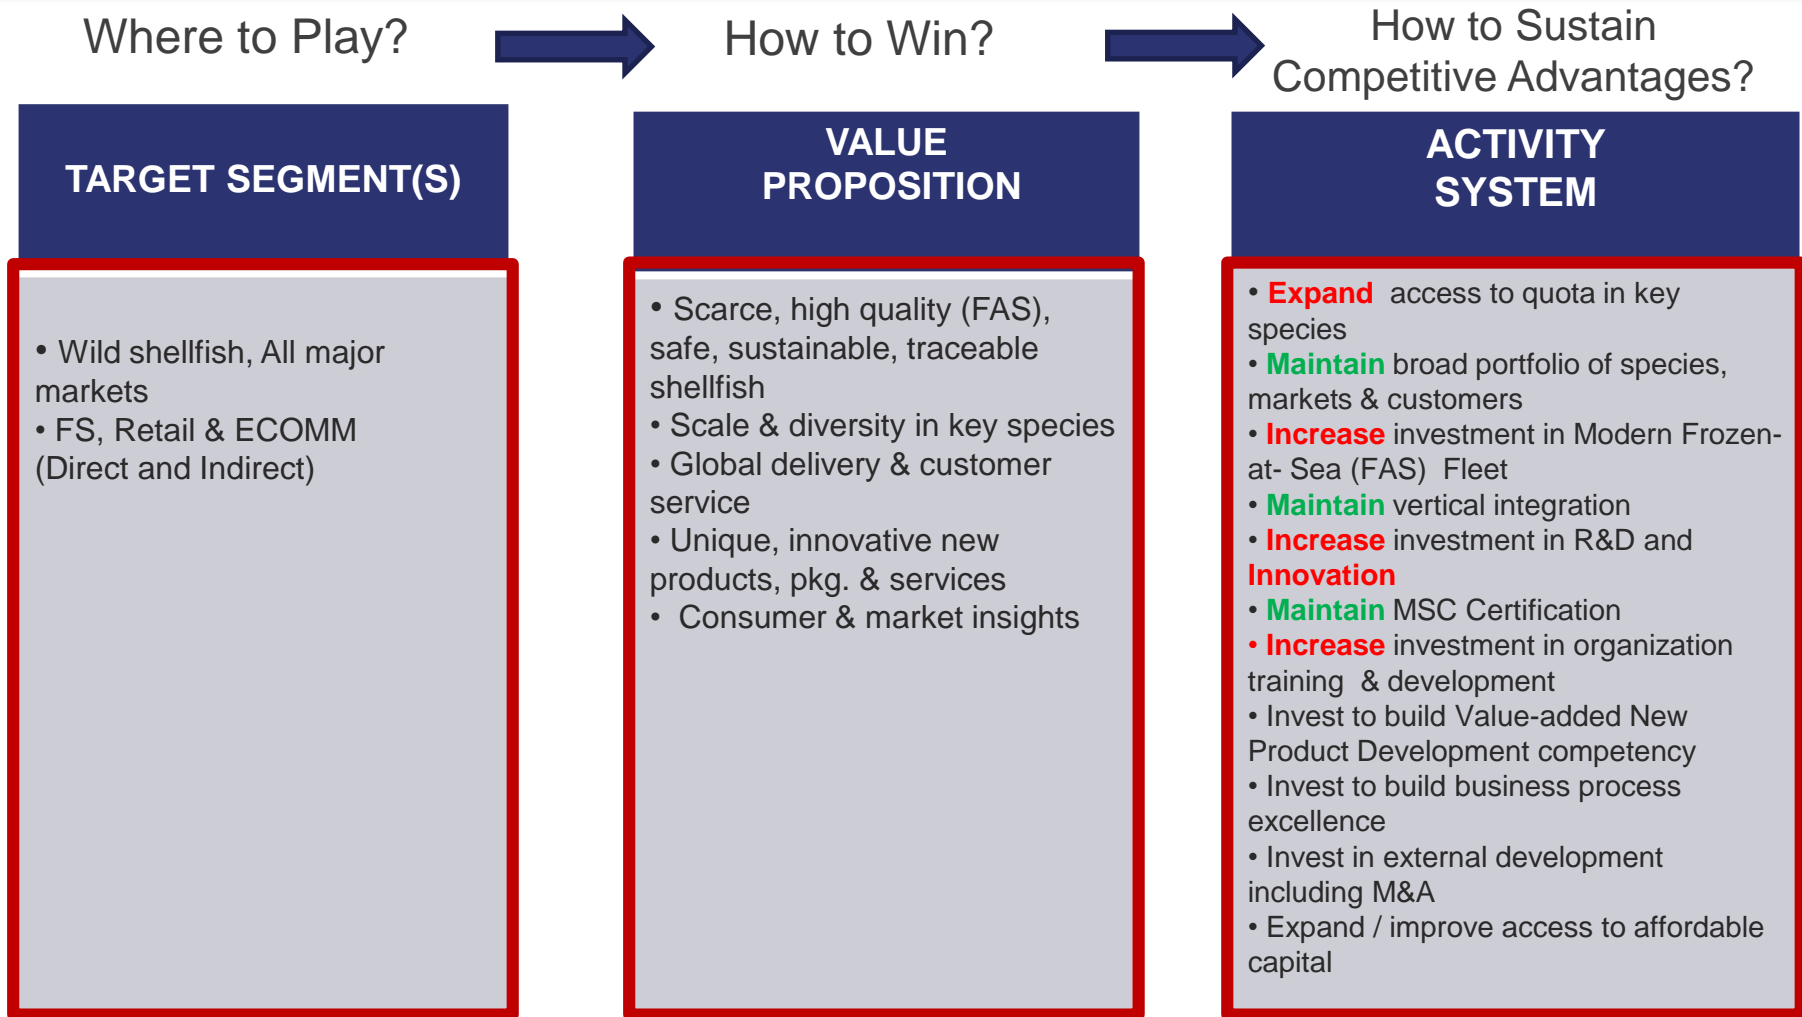 Where to Play?
How to Win?
How to Sustain
Competitive Advantages?
TARGET SEGMENT(S)
• Wild shellfish, All major
markets
• FS, Retail & ECOMM
(Direct and Indirect)
VALUE
PROPOSITION
• Scarce, high quality (FAS),
safe, sustainable, traceable
shellfish
• Scale & diversity in key species
• Global delivery & customer
service
• Unique, innovative new
products, pkg. & services
• Consumer & market insights
ACTIVITY
SYSTEM
• Expand access to quota in key
species
• Maintain broad portfolio of species,
markets & customers
• Increase investment in Modern Frozen-
at- Sea (FAS) Fleet
• Maintain vertical integration
• Increase investment in R&D and
Innovation
• Maintain MSC Certification
• Increase investment in organization
training & development
• Invest to build Value-added New
Product Development competency
• Invest to build business process
excellence
• Invest in external development
including M&A
• Expand / improve access to affordable
capital